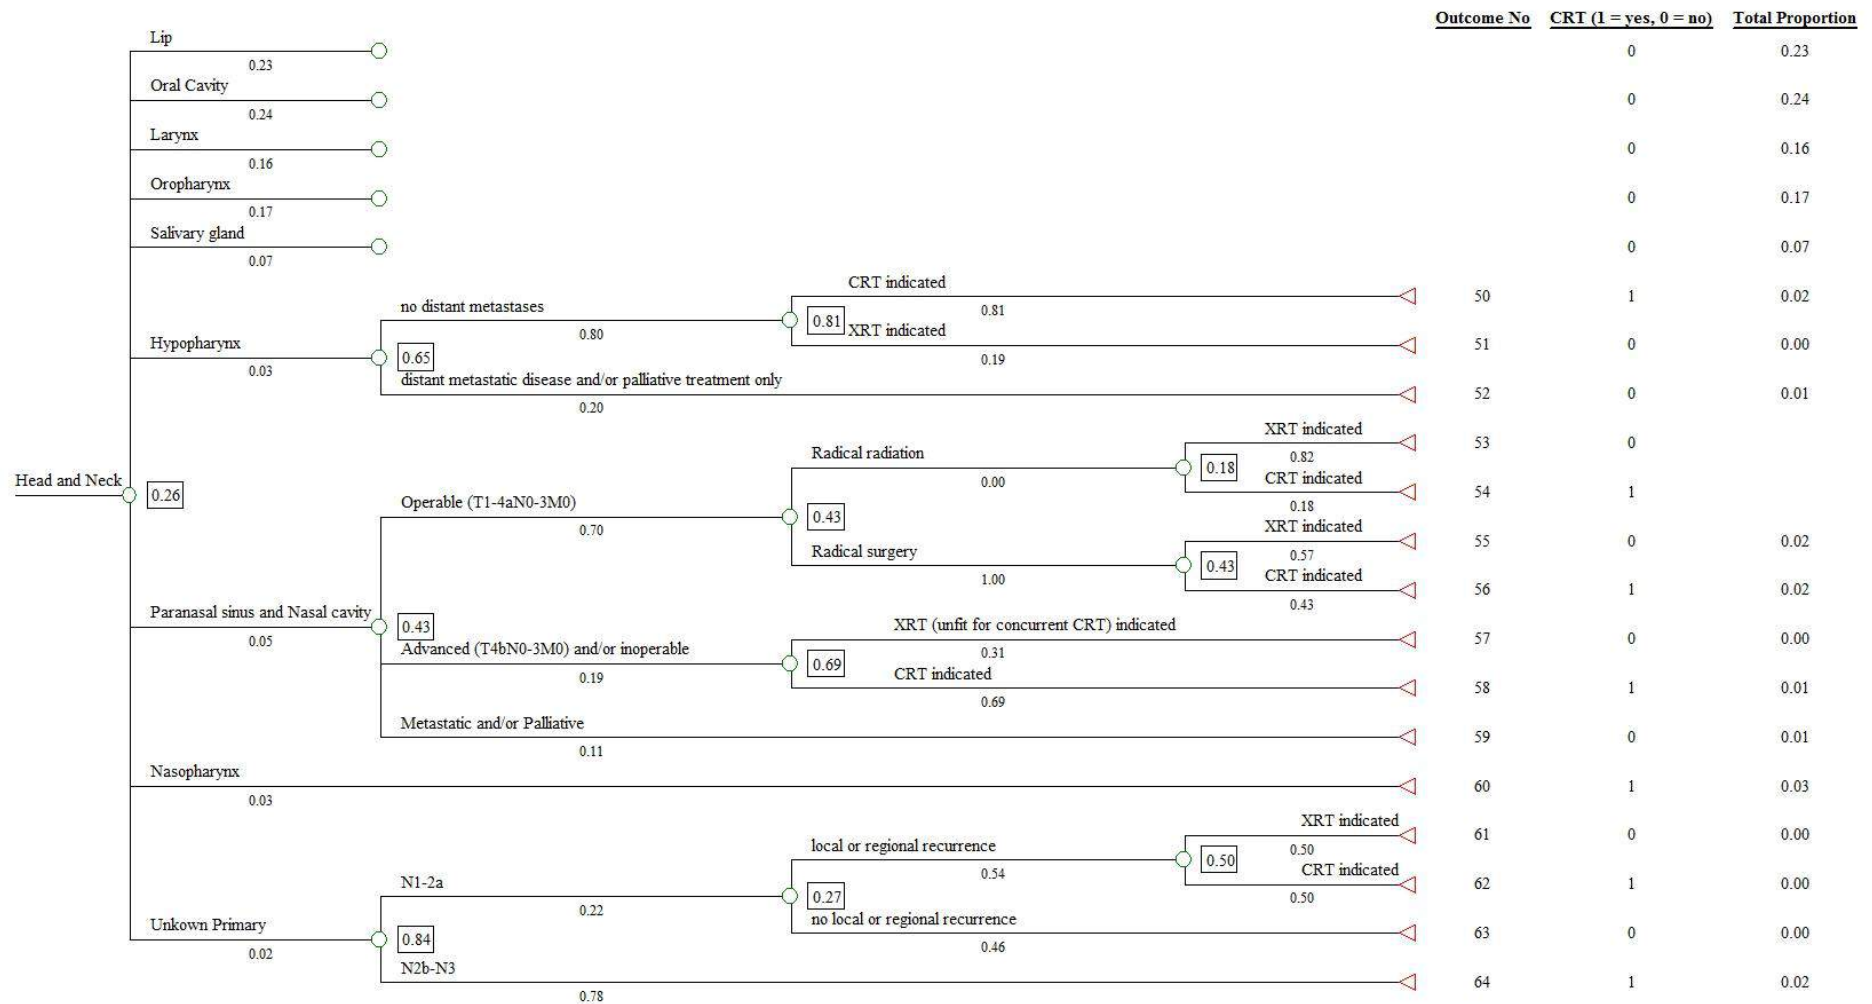 Outcome No CRT (1 = yes, 0 = no) Total Proportion
Lip
0 0.23
0.23
Oral Cavity
0 0.24
0.24
Larynx
0 0.16
0.16
Oropharynx
0 0.17
0.17
Salivary gland
0 0.07
0.07
CRT indicated
50 1 0.02
no distant metastases
0.81
0.81
0.80
XRT indicated
Hypopharynx
51 0 0.00
0.65
0.19
0.03
distant metastatic disease and/or palliative treatment only
52 0 0.01
0.20
XRT indicated
53 0
Radical radiation
0.82
0.18
Head and Neck
0.00
CRT indicated
0.26
54 1
Operable (T1-4aN0-3M0)
0.18
0.43
0.70
XRT indicated
55 0 0.02
Radical surgery
0.57
0.43
1.00
CRT indicated
56 1 0.02
0.43
Paranasal sinus and Nasal cavity
0.43
0.05
XRT (unfit for concurrent CRT) indicated
57 0 0.00
Advanced (T4bN0-3M0) and/or inoperable
0.31
0.69
0.19
CRT indicated
58 1 0.01
0.69
Metastatic and/or Palliative
59 0 0.01
0.11
Nasopharynx
60 1 0.03
0.03
XRT indicated
61 0 0.00
local or regional recurrence
0.50
0.50
0.54
CRT indicated
N1-2a
62 1 0.00
0.27
0.50
0.22
no local or regional recurrence
Unkown Primary
63 0 0.00
0.84
0.46
0.02
N2b-N3
64 1 0.02
0.78